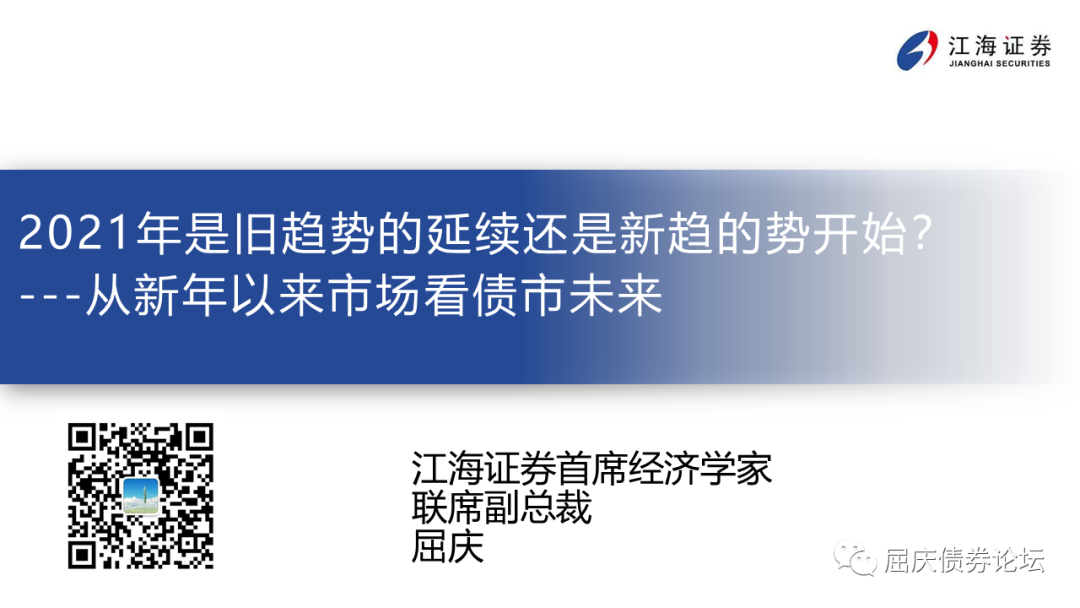 江海证券
JIANGHAI SECURITIES
2021年是旧趋势的延续还是新趋的势开始？
---从新年以来市场看债市未来
江海证券首席经济学家
联席副总裁
屈庆
屈庆债券论坛